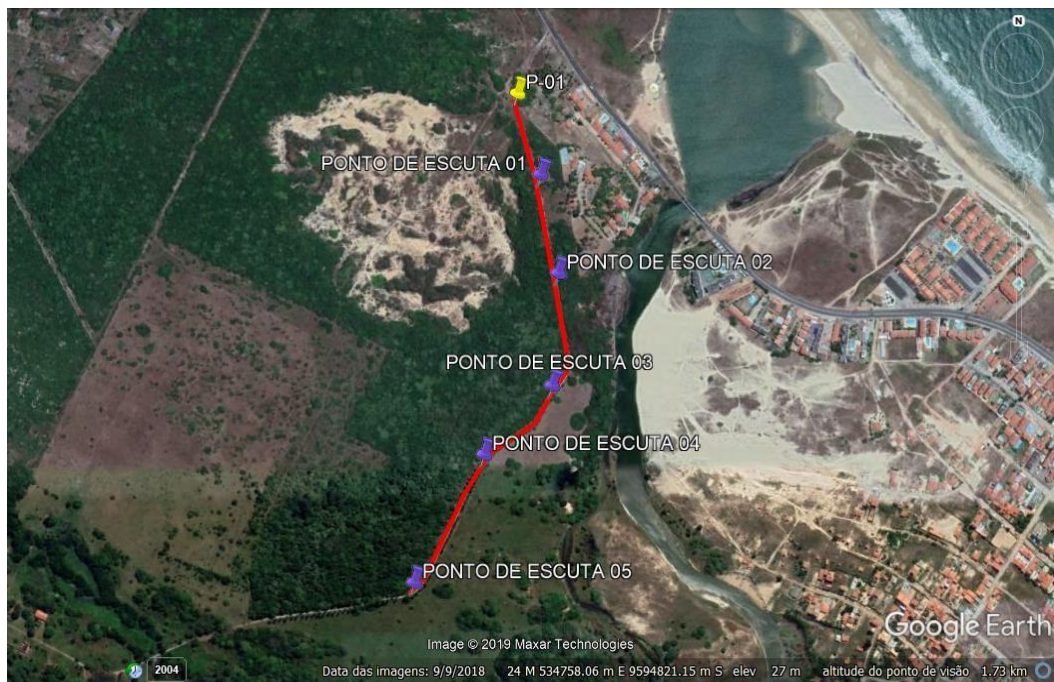 N
P-01
PONTO DE ESCUTA 01
PONTO DE ESCUTA 02
PONTO DE ESCUTA 03
PONTO DE ESCUTA 04
PONTO DE ESCUTA 05
Google Earth
Image © 2019 Maxar Technologies
2004
Data das imagens: 9/9/2018 24 M 534758.06 m E 9594821.15 m S elev 27 m altitude do ponto de visão 1.73 km